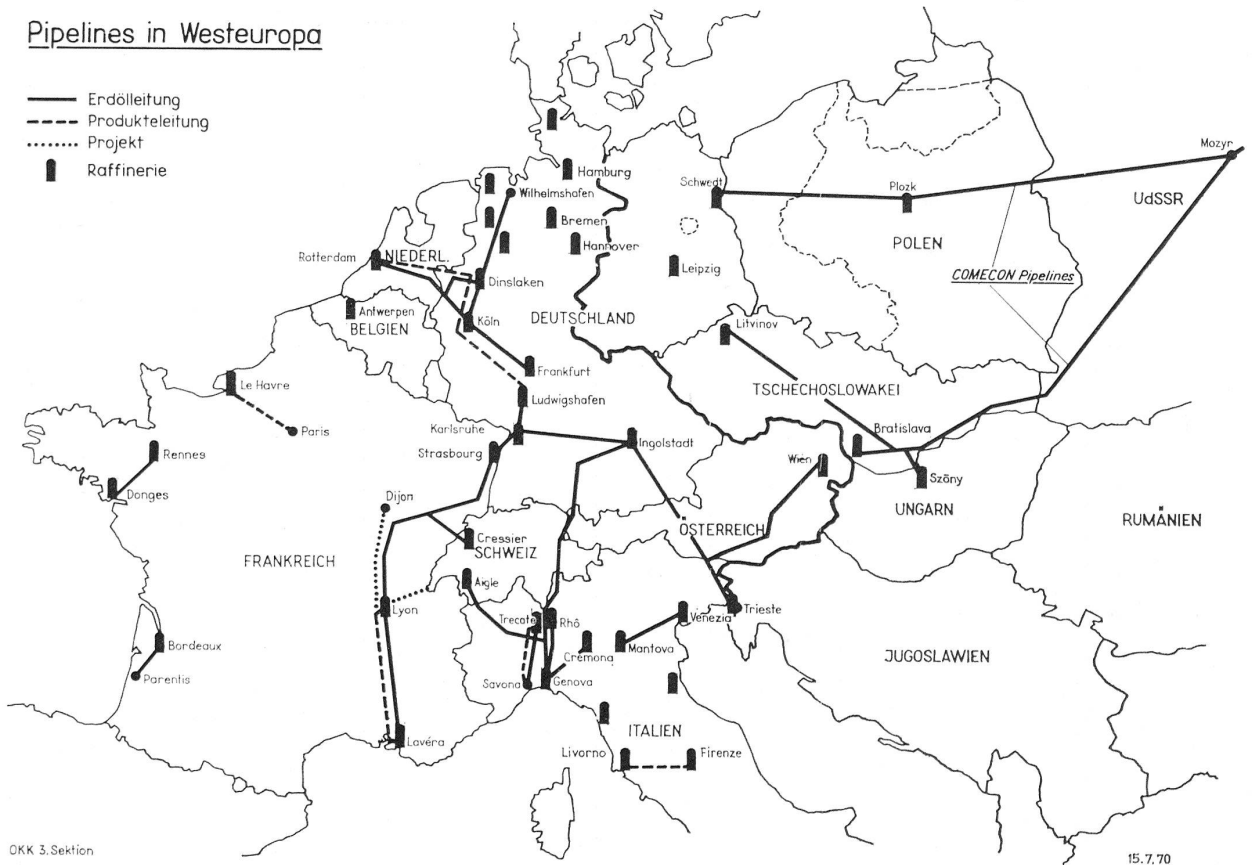 Pipelines in Westeuropa
Erdölleitung
Produkteleitung
Projekt
Raffinerie
Mozyr
Hamburg
Schwedt
Plozk
Wilhelmshafen
UdSSR
Bremen
POLEN
Hannover
Rotterdam
NIEDERL.
Leipzig
COMECON Pipelines
Dinslaken
Antwerpen
BELGIEN
Köln
DEUTSCHLAND
Litvinov
Frankfurt
Le Havre
TSCHECHOSLOWAKEI
Ludwigshafen
Paris
Karlsruhe
Ingolstadt
Bratislava
Strasbourg
Rennes
Wien
Szöny
Donges
Dijon
UNGARN
ÖSTERREICH
RUMÄNIEN
Cressier
SCHWEIZ
FRANKREICH
Aigle
Lyon
Trecate
Rhô
Venezia
Trieste
Bordeaux
Cremona
Mantova
JUGOSLAWIEN
Parentis
Savona
Genova
ITALIEN
Lavéra
Livorno
Firenze
OKK 3.Sektion
15.7.70